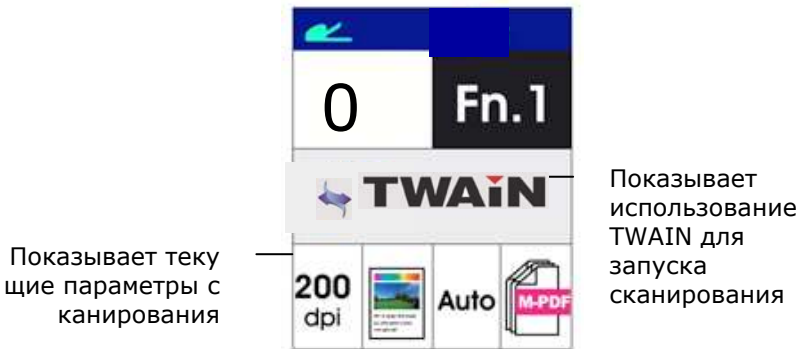 0
Fn.1
TWAiN
Показывает
использование
TWAIN для
запуска
сканирования
Показывает теку
щие параметры с
канирования
200
dpi
Auto
M-PDF